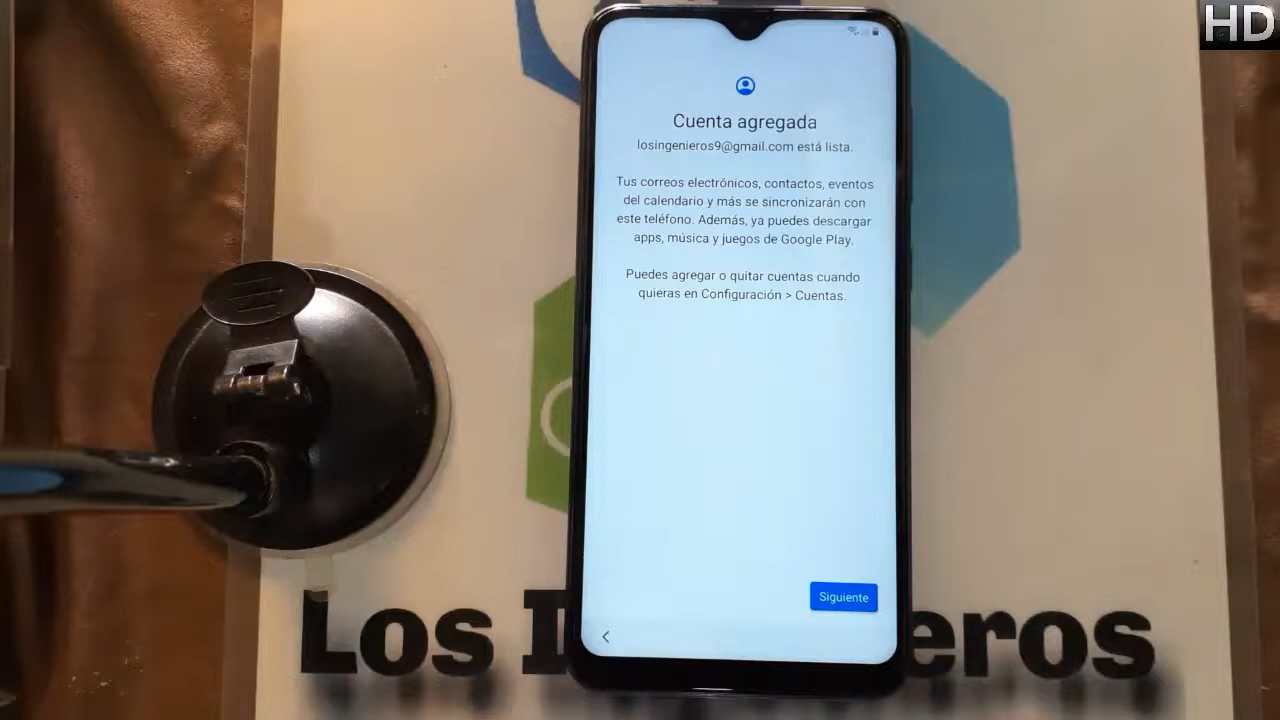 HD
Cuenta agregada
losingenieros9@gmail.com está lista.
Tus correos electrónicos, contactos, eventos
del calendario y más se sincronizarán con
este teléfono. Además, ya puedes descargar
apps, música y juegos de Google Play.
Puedes agregar o quitar cuentas cuando
quieras en Configuración > Cuentas.
Siguiente
Los I eros